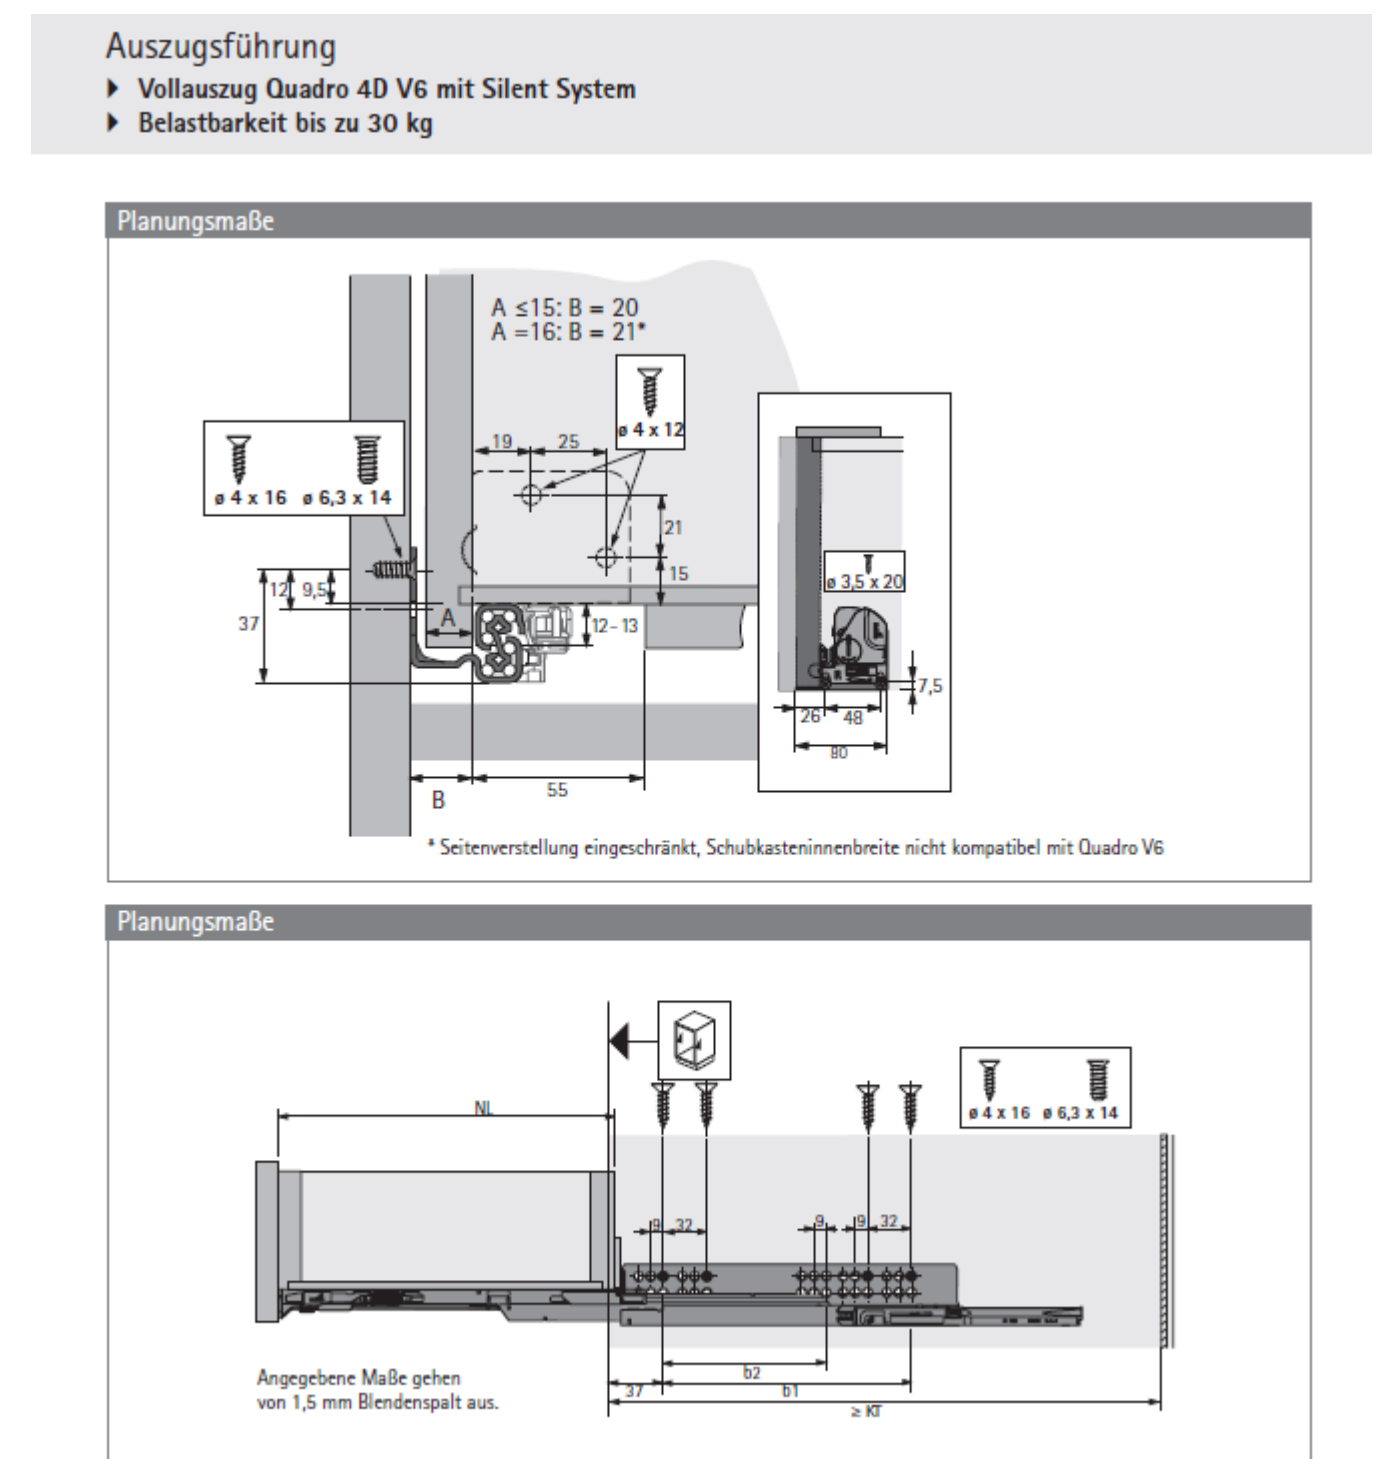 Auszugsführung
Vollauszug Quadro 4D V6 mit Silent System
Belastbarkeit bis zu 30 kg
Planungsmaße
A ≤15: B = 20
A =16: B = 21*
ø 4 x 12
19 25
ø 4 x 16 ø 6,3 x 14
21
15
ø 3,5 x 20
12 9,5
37
A
12-13
7,5
26 48
80
B
55
* Seitenverstellung eingeschränkt, Schubkasteninnenbreite nicht kompatibel mit Quadro V6
Planungsmaße
NL
ø 4 x 16 ø 6,3 x 14
9 32 9 9 32
b2
37 b1
≥ KT
Angegebene Maße gehen
von 1,5 mm Blendenspalt aus.